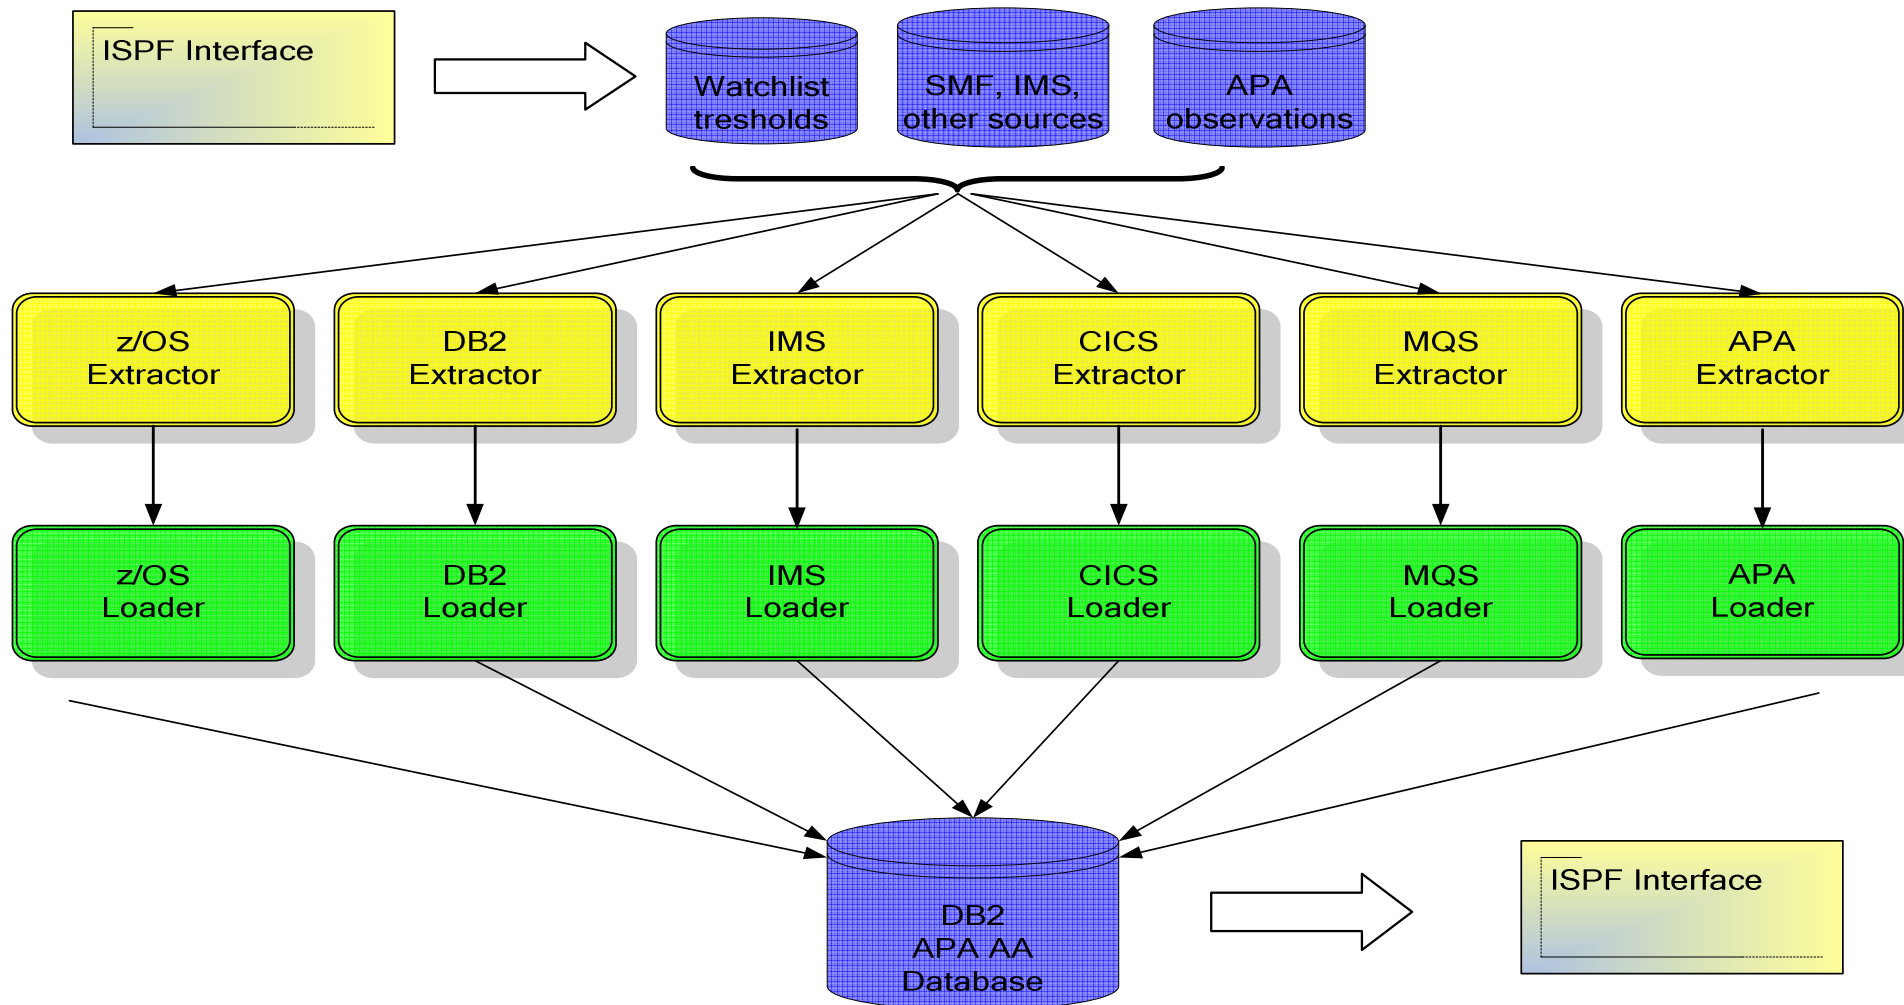 ISPF Interface
Watchlist
tresholds
SMF, IMS,
other sources
APA
observations
z/OS
Extractor
DB2
Extractor
IMS
Extractor
CICS
Extractor
MQS
Extractor
APA
Extractor
z/OS
Loader
DB2
Loader
IMS
Loader
CICS
Loader
MQS
Loader
APA
Loader
DB2
APA AA
Database
ISPF Interface